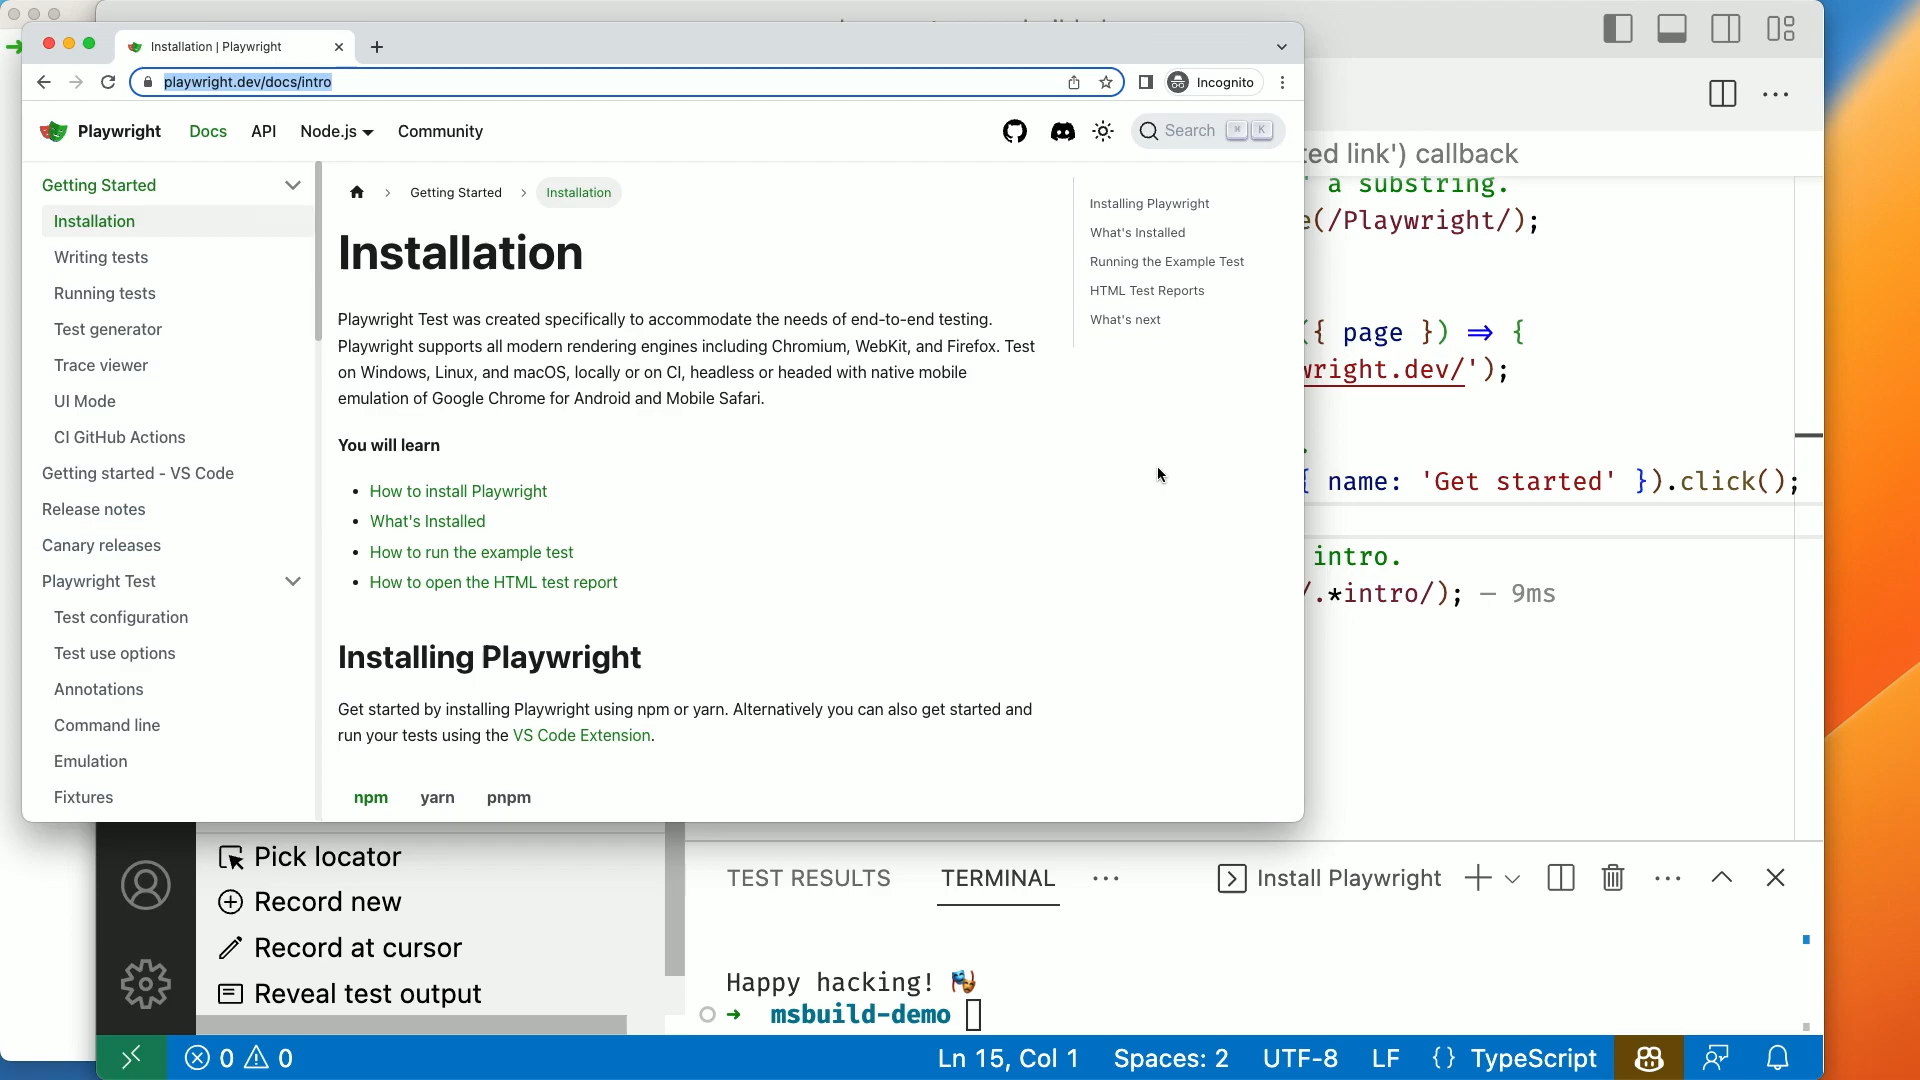 Installation | Playwright
playwright.dev/docs/intro
Incognito
Playwright
Docs
API
Node.js
Community
Search
⌘ K
Getting Started
Installation
Writing tests
Running tests
Test generator
Trace viewer
UI Mode
CI GitHub Actions
Getting started - VS Code
Release notes
Canary releases
Playwright Test
Test configuration
Test use options
Annotations
Command line
Emulation
Fixtures
Getting Started
Installation
Installation
Playwright Test was created specifically to accommodate the needs of end-to-end testing.
Playwright supports all modern rendering engines including Chromium, WebKit, and Firefox. Test
on Windows, Linux, and macOS, locally or on CI, headless or headed with native mobile
emulation of Google Chrome for Android and Mobile Safari.
You will learn
• How to install Playwright
• What's Installed
• How to run the example test
• How to open the HTML test report
Installing Playwright
Get started by installing Playwright using npm or yarn. Alternatively you can also get started and
run your tests using the VS Code Extension.
npm
yarn
pnpm
Installing Playwright
What's Installed
Running the Example Test
HTML Test Reports
What's next
ed link') callback
a substring.
e(/Playwright/);
({ page }) => {
wright.dev/');
{ name: 'Get started' }).click();
intro.
/.*intro/); — 9ms
Pick locator
Record new
Record at cursor
Reveal test output
TEST RESULTS
TERMINAL
Install Playwright
Happy hacking! 🎭
➜ msbuild-demo
0
0
Ln 15, Col 1
Spaces: 2
UTF-8
LF
{} TypeScript